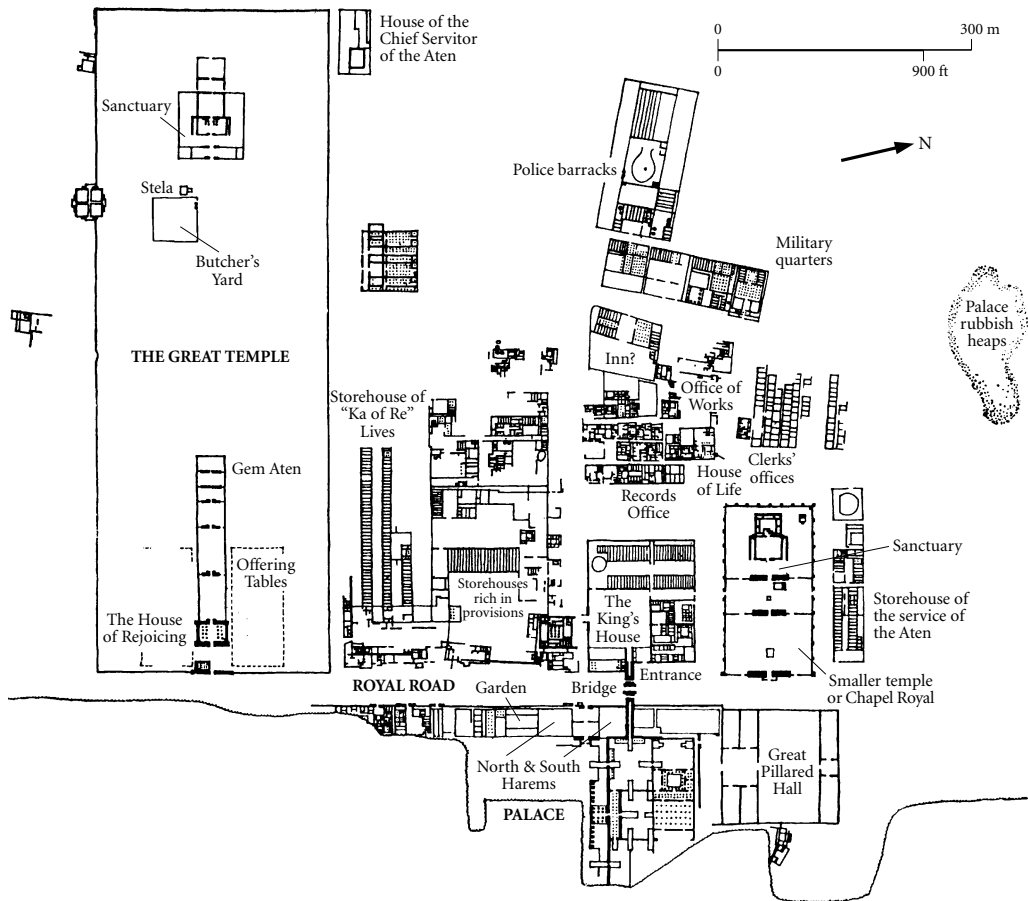 House of the
Chief Servitor
of the Aten
0
300 m
0
900 ft
N
Sanctuary
Police barracks
Stela
Butcher's
Yard
Military
quarters
Palace
rubbish
heaps
THE GREAT TEMPLE
Inn?
Office of
Works
Storehouse of
"Ka of Re"
Lives
Gem Aten
House
of Life
Clerks'
offices
Records
Office
Sanctuary
Offering
Tables
Storehouses
rich in
provisions
The House
of Rejoicing
The
King's
House
Storehouse of
the service of
the Aten
Entrance
Smaller temple
or Chapel Royal
ROYAL ROAD
Garden
Bridge
North & South
Harems
Great
Pillared
Hall
PALACE